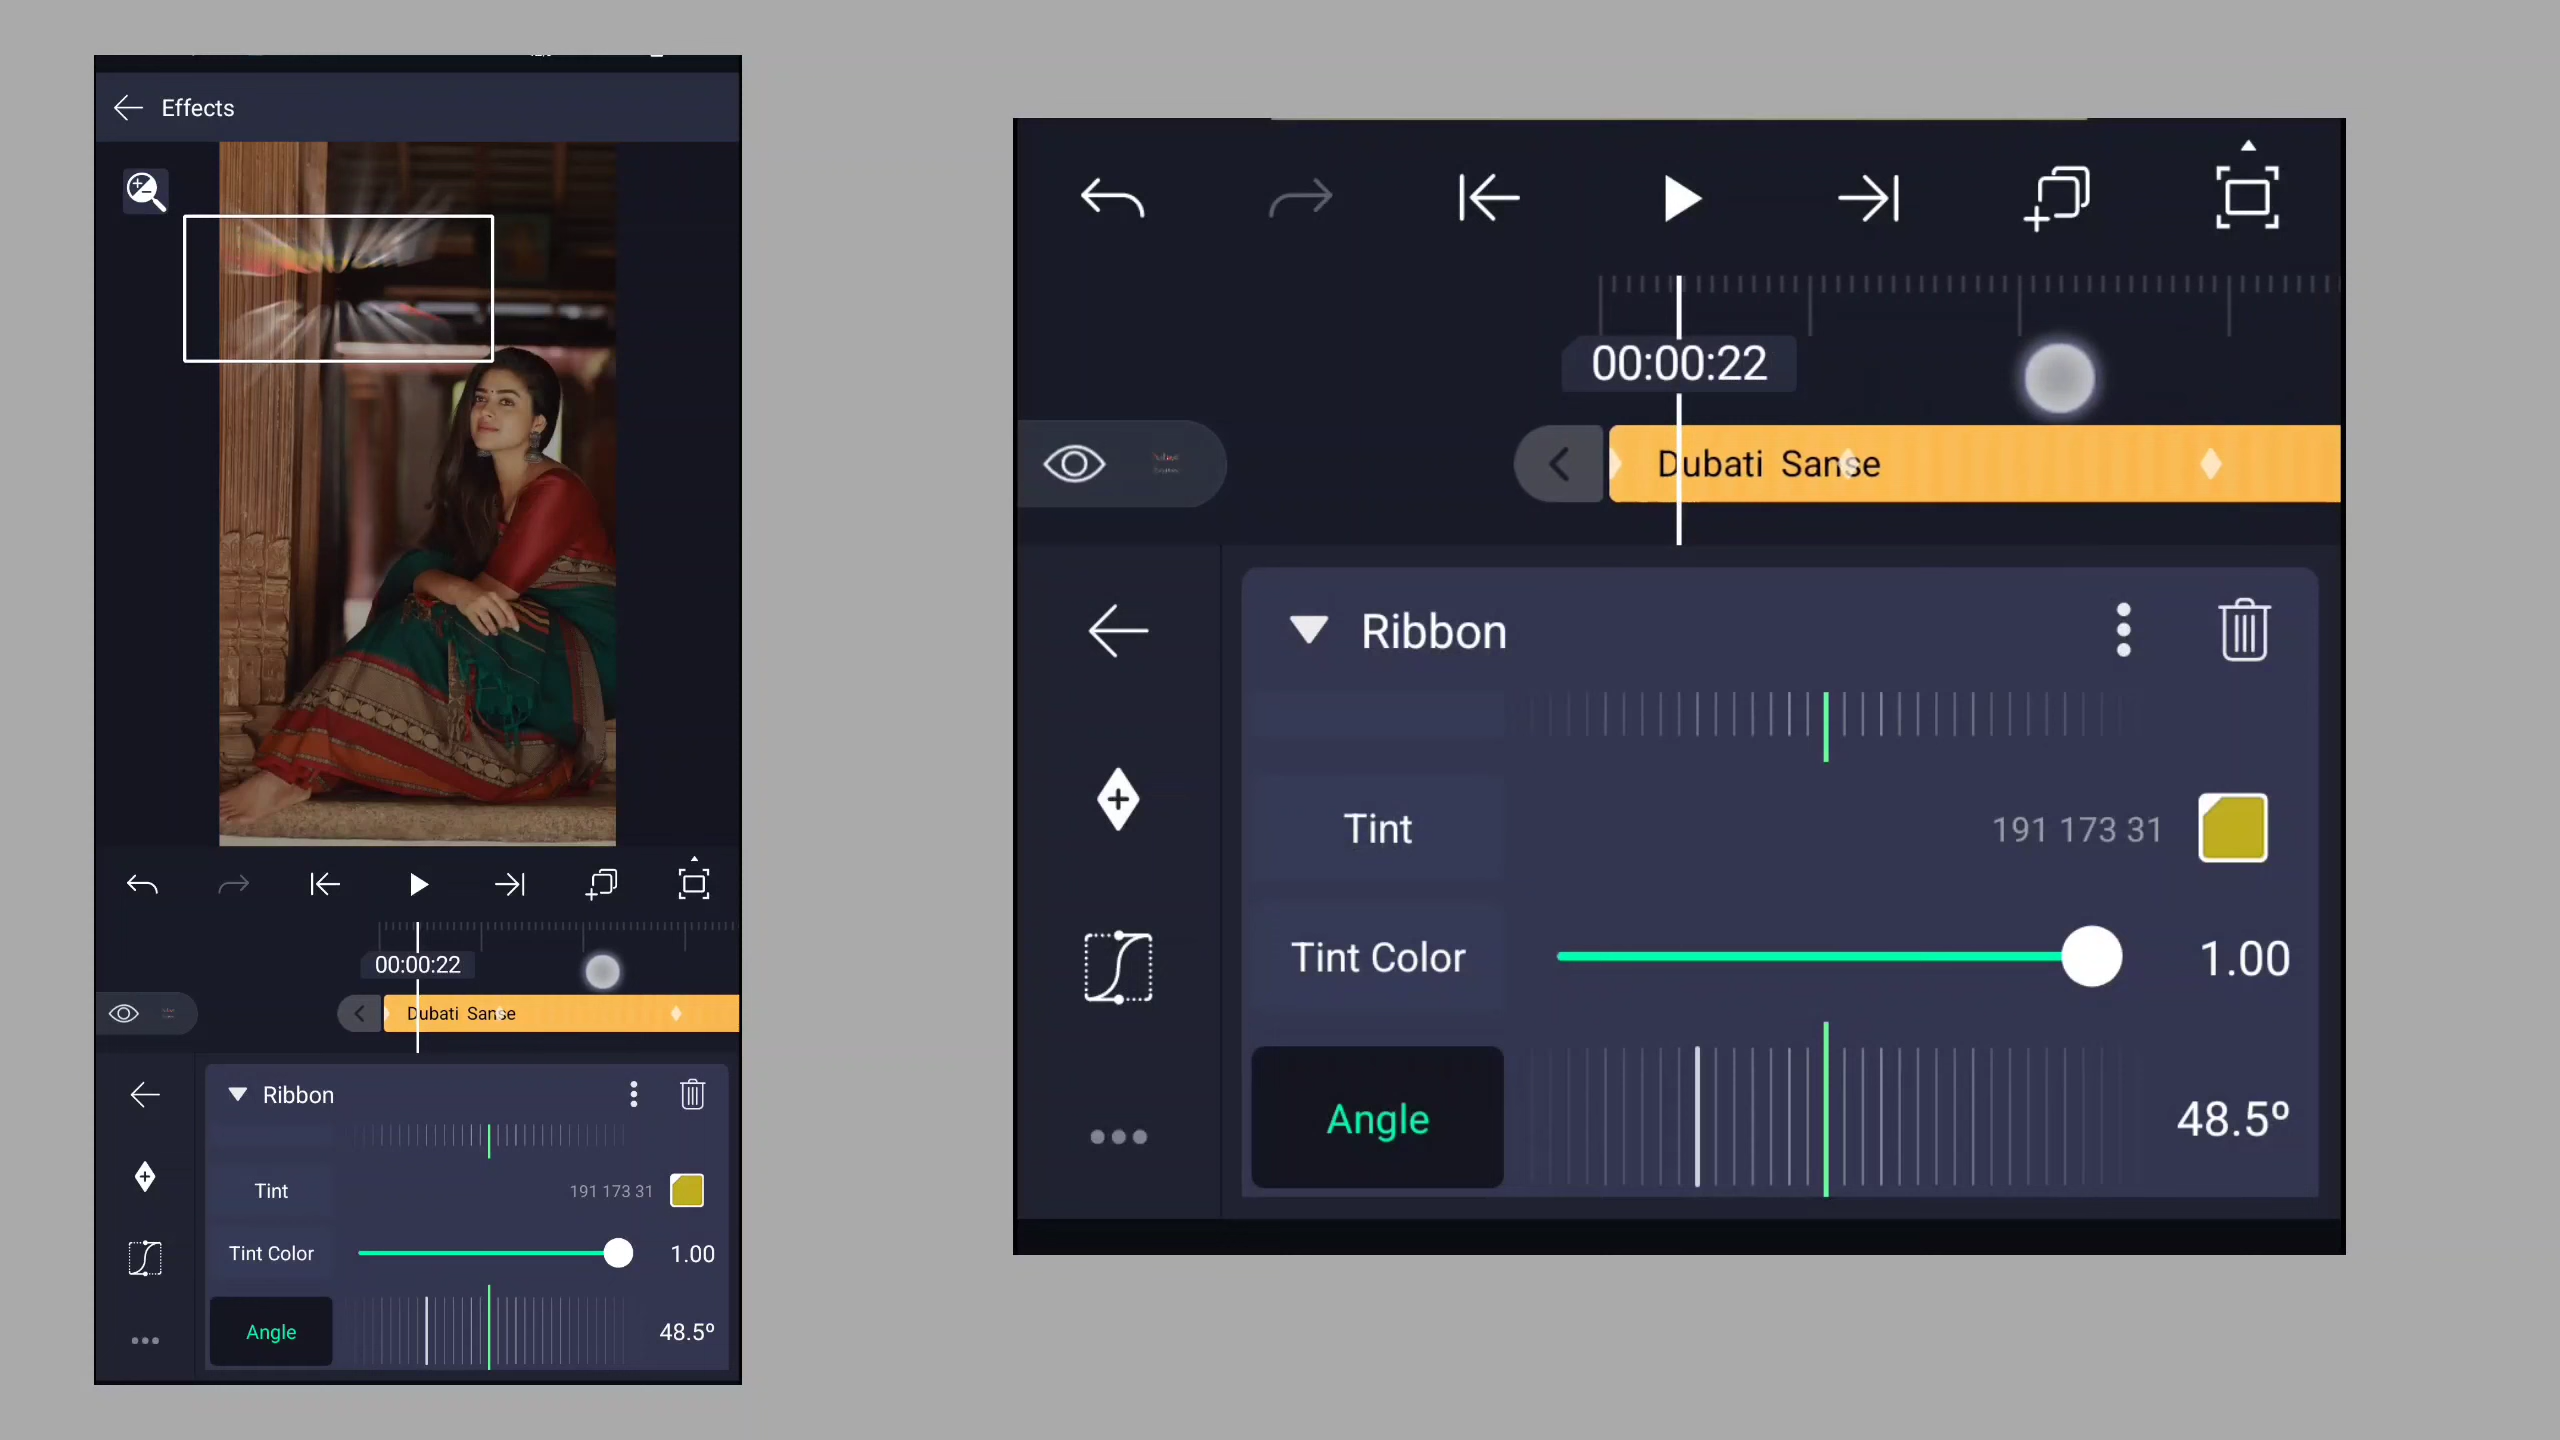 Effects
00:00:22
Dubati Sanse
Ribbon
Tint 191 173 31
Tint Color 1.00
Angle 48.5º
00:00:22
Dubati Sanse
Ribbon
Tint 191 173 31
Tint Color 1.00
Angle 48.5º